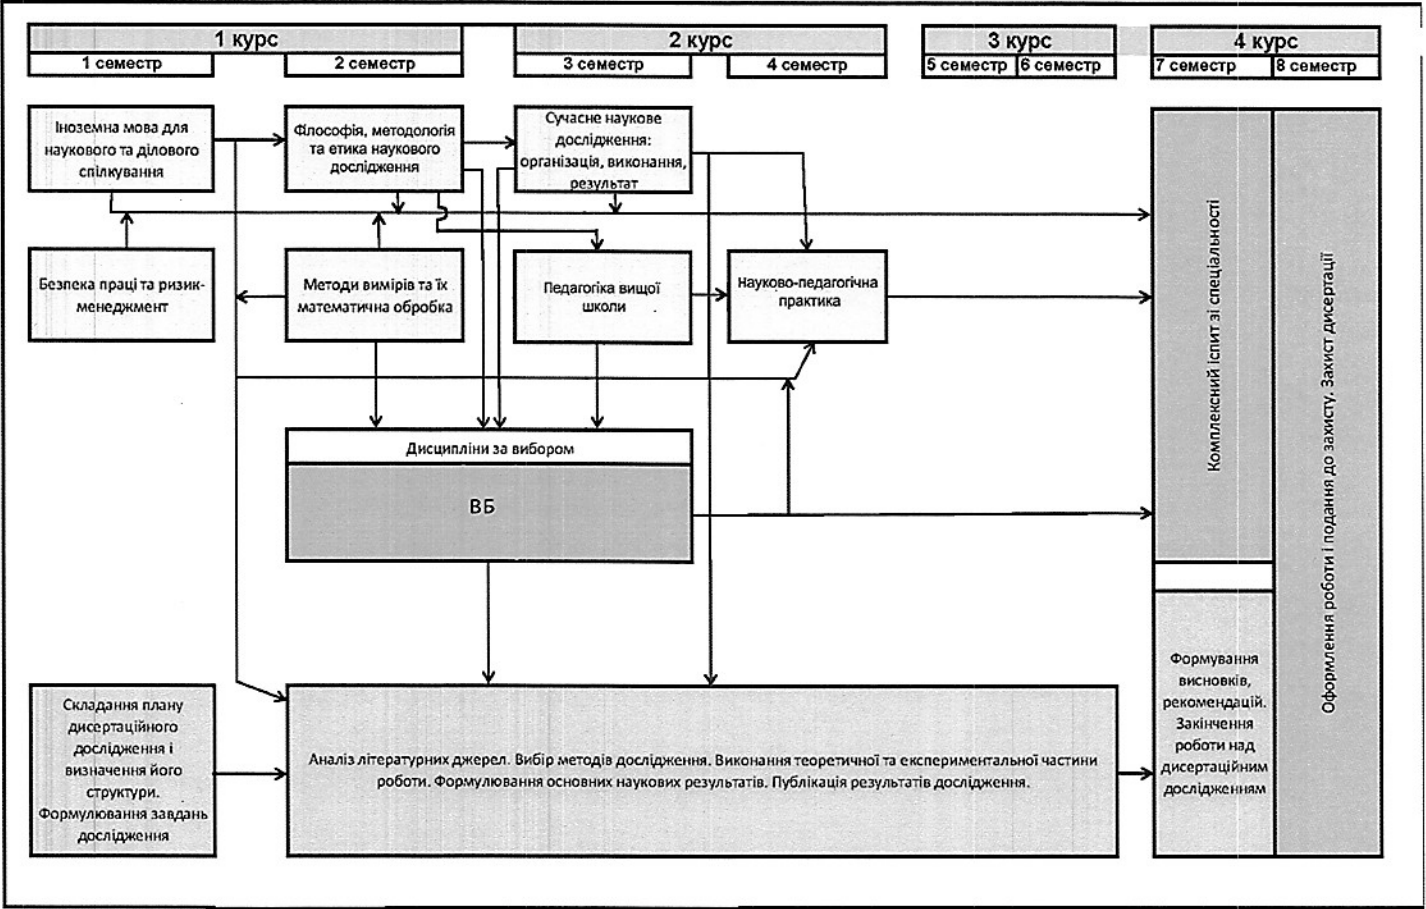 1 курс
2 курс
3 курс
4 курс
1 семестр
2 семестр
3 семестр
4 семестр
5 семестр
6 семестр
7 семестр
8 семестр
Іноземна мова для
наукового та ділового
спілкування
Філософія, методологія
та етика наукового
дослідження
Сучасне наукове
дослідження:
організація, виконання,
результат
Безпека праці та ризик-
менеджмент
Методи вимірів та їх
математична обробка
Педагогіка вищої
школи
Науково-педагогічна
практика
Дисципліни за вибором
ВБ
Комплексний іспит зі спеціальності
Оформлення роботи і подання до захисту. Захист дисертації
Складання плану
дисертаційного
дослідження і
визначення його
структури.
Формулювання завдань
дослідження
Аналіз літературних джерел. Вибір методів дослідження. Виконання теоретичної та експериментальної частини
роботи. Формулювання основних наукових результатів. Публікація результатів дослідження.
Формування
висновків,
рекомендацій.
Закінчення
роботи над
дисертаційним
дослідженням